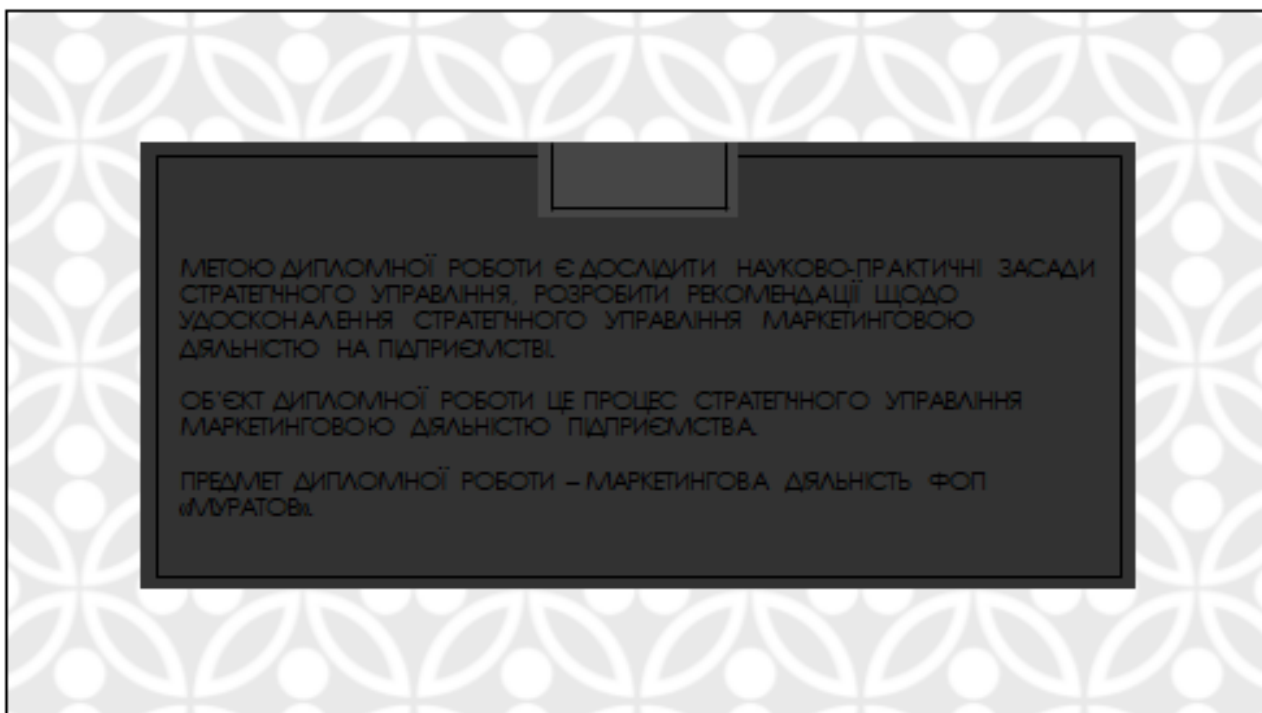 МЕТОЮ ДИПЛОМНОЇ РОБОТИ Є ДОСЛІДИТИ НАУКОВО-ПРАКТИЧНІ ЗАСАДИ
СТРАТЕГІЧНОГО УПРАВЛІННЯ, РОЗРОБИТИ РЕКОМЕНДАЦІЇ ЩОДО
УДОСКОНАЛЕННЯ СТРАТЕГІЧНОГО УПРАВЛІННЯ МАРКЕТИНГОВОЮ
ДІЯЛЬНІСТЮ НА ПІДПРИЄМСТВІ.
ОБ'ЄКТ ДИПЛОМНОЇ РОБОТИ ЦЕ ПРОЦЕС СТРАТЕГІЧНОГО УПРАВЛІННЯ
МАРКЕТИНГОВОЮ ДІЯЛЬНІСТЮ ПІДПРИЄМСТВА.
ПРЕДМЕТ ДИПЛОМНОЇ РОБОТИ – МАРКЕТИНГОВА ДІЯЛЬНІСТЬ ФОП
«МУРАТОВ».